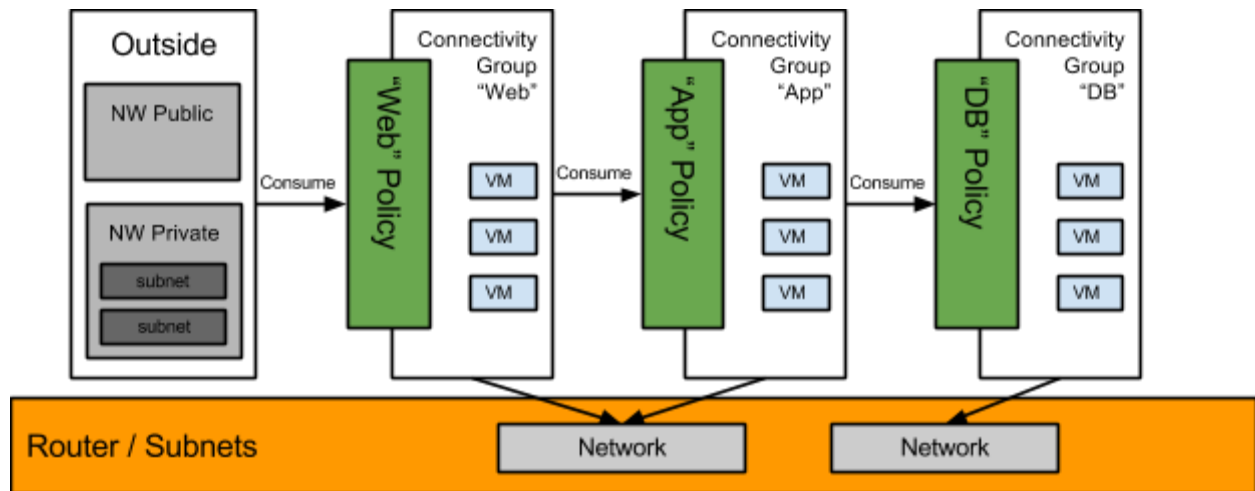 Outside
NW Public
NW Private
subnet
subnet
Consume
“Web” Policy
Connectivity
Group
“Web”
VM
VM
VM
Consume
“App” Policy
Connectivity
Group
“App”
VM
VM
VM
Consume
“DB” Policy
Connectivity
Group
“DB”
VM
VM
VM
Router / Subnets
Network
Network